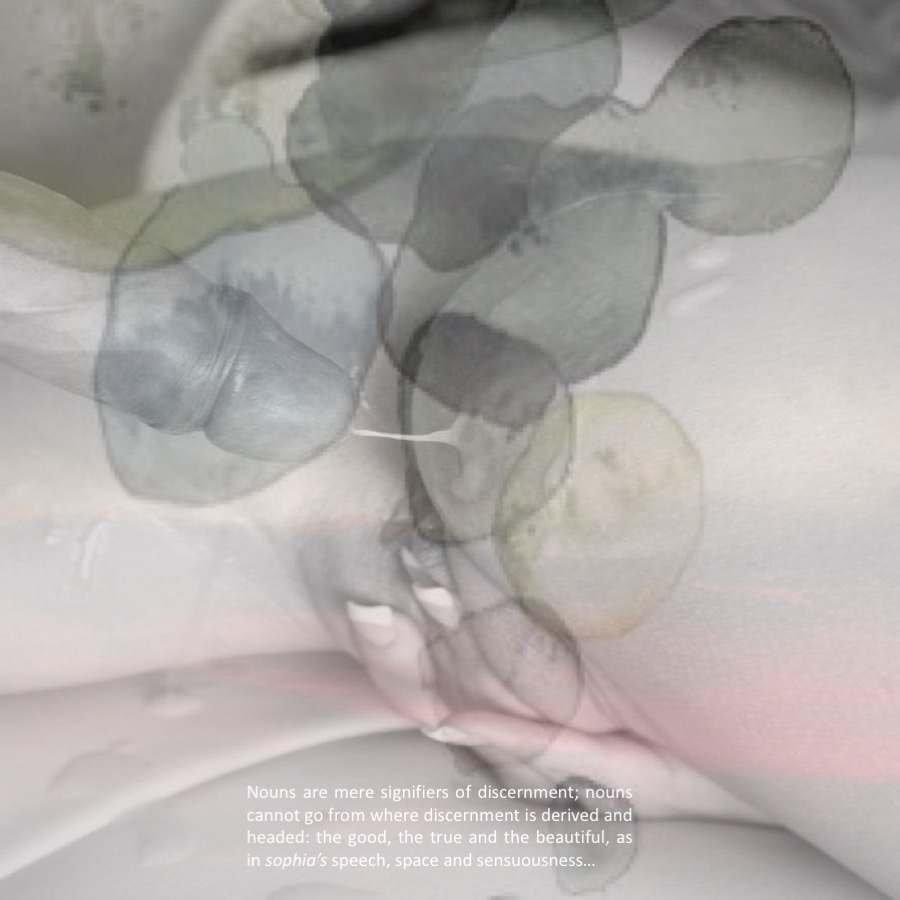 Nouns are mere signifiers of discernment; nouns
cannot go from where discernment is derived and
headed: the good, the true and the beautiful, as
in sophia’s speech, space and sensuousness...